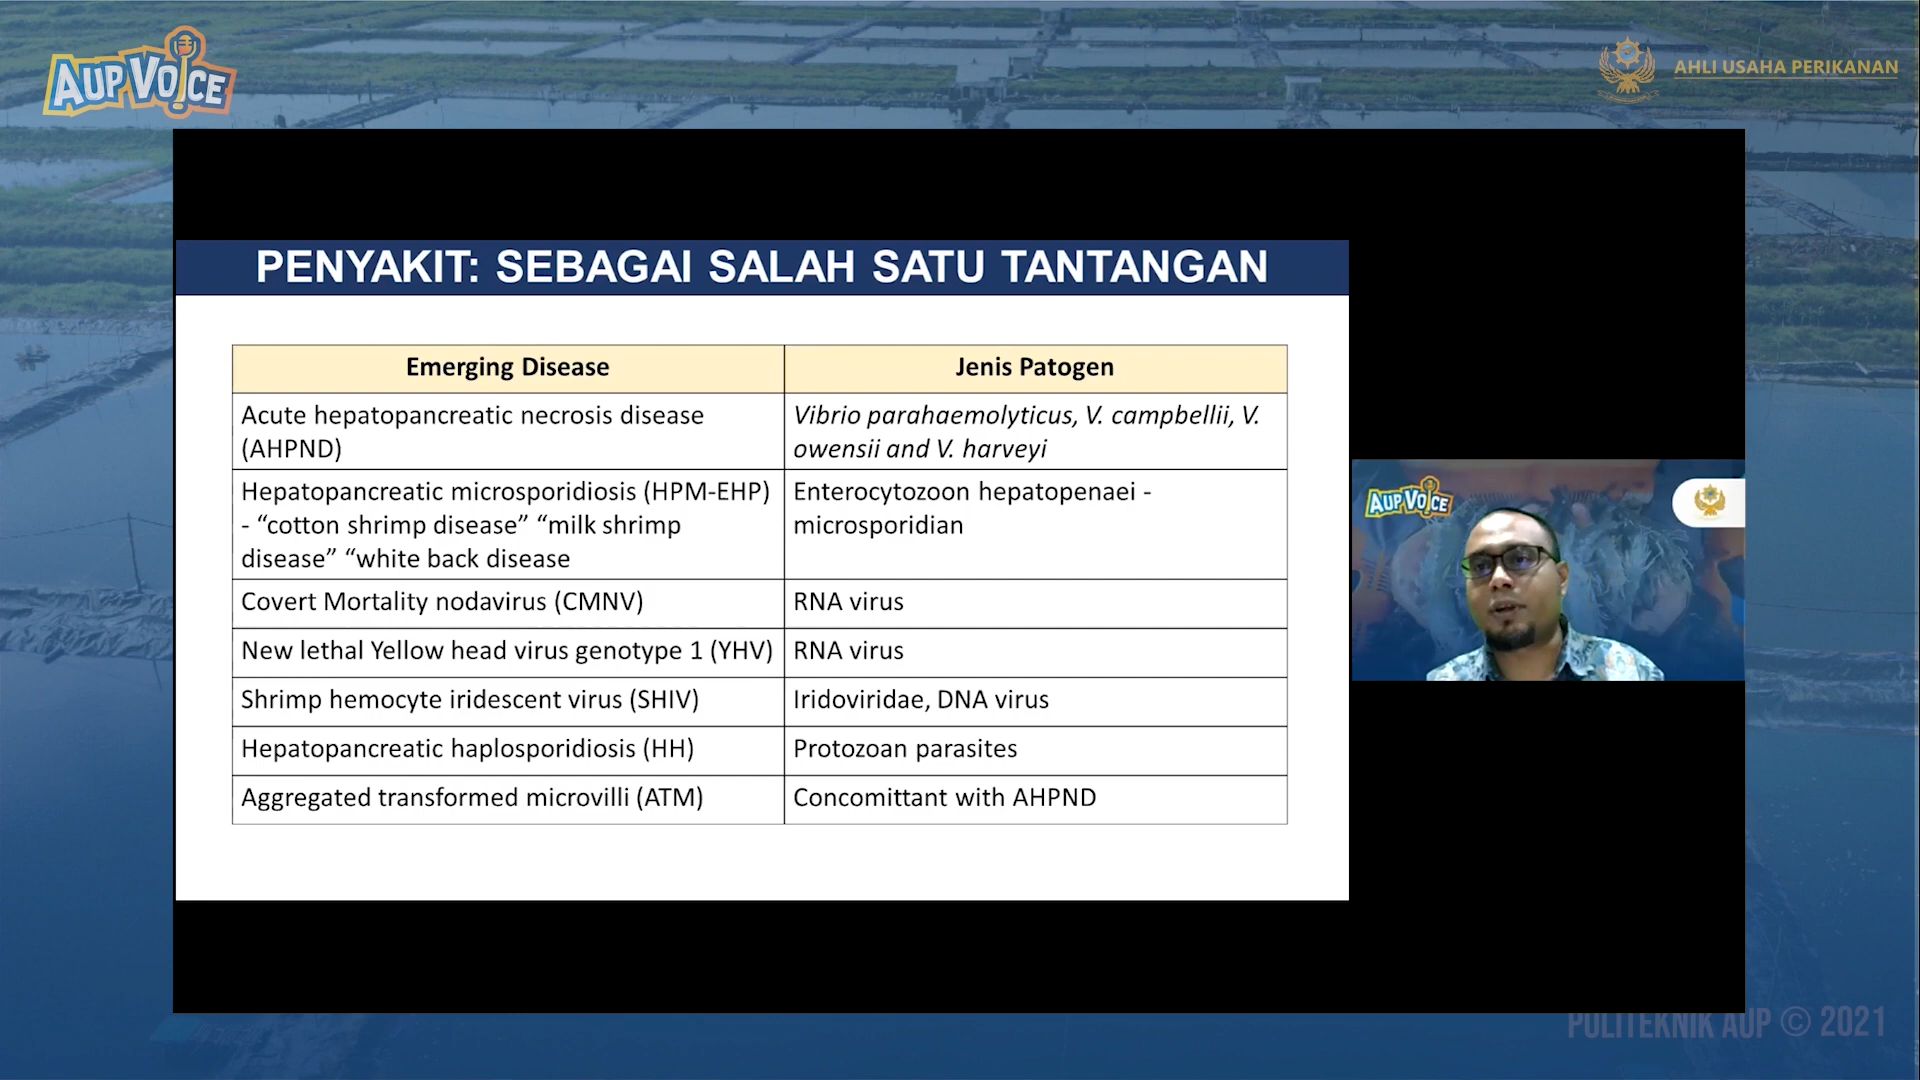 AUP VOICE
AHLI USAHA PERIKANAN
PENYAKIT: SEBAGAI SALAH SATU TANTANGAN
Emerging Disease
Jenis Patogen
Acute hepatopancreatic necrosis disease
(AHPND)
Vibrio parahaemolyticus, V. campbellii, V.
owensii and V. harveyi
Hepatopancreatic microsporidiosis (HPM-EHP)
- “cotton shrimp disease” “milk shrimp
disease” “white back disease
Enterocytozoon hepatopenaei -
microsporidian
Covert Mortality nodavirus (CMNV)
RNA virus
New lethal Yellow head virus genotype 1 (YHV)
RNA virus
Shrimp hemocyte iridescent virus (SHIV)
Iridoviridae, DNA virus
Hepatopancreatic haplosporidiosis (HH)
Protozoan parasites
Aggregated transformed microvilli (ATM)
Concomittant with AHPND
AUP VOICE
POLITEKNIK AUP © 2021